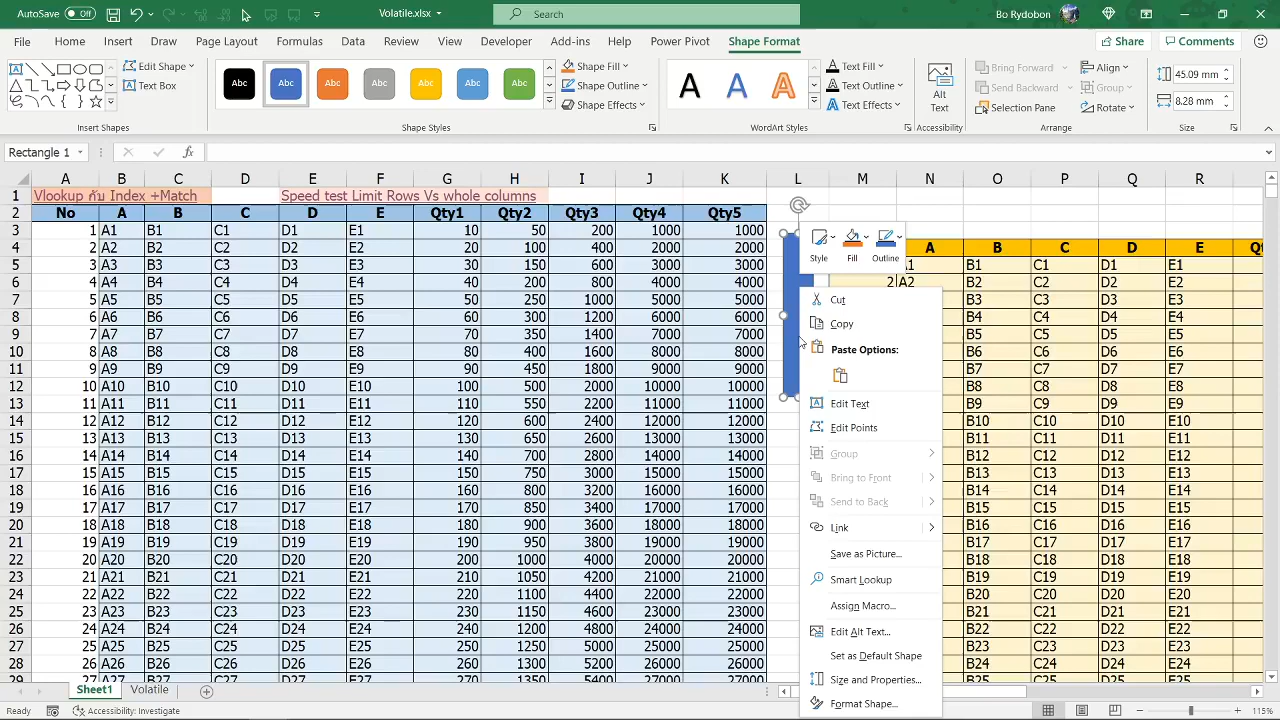 AutoSave Off Volatile.xlsx Search Bo Rydobon
File Home Insert Draw Page Layout Formulas Data Review View Developer Add-ins Help Power Pivot Shape Format Share Comments
Edit Shape
Text Box
Insert Shapes
Abc Abc Abc Abc Abc Abc Abc
Shape Fill
Shape Outline
Shape Effects
Shape Styles
A A A
Text Fill
Text Outline
Text Effects
WordArt Styles
Alt Text
Accessibility
Bring Forward
Send Backward
Selection Pane
Align
Group
Rotate
Arrange
45.09 mm
8.28 mm
Size
Rectangle 1 fx
A B C D E F G H I J K L M N O P Q R
1 Vlookup กับ Index +Match Speed test Limit Rows Vs whole columns
2 No A B C D E Qty1 Qty2 Qty3 Qty4 Qty5
3 1 A1 B1 C1 D1 E1 10 50 200 1000 1000
4 2 A2 B2 C2 D2 E2 20 100 400 2000 2000 A B C D E
5 3 A3 B3 C3 D3 E3 30 150 600 3000 3000 B1 C1 D1 E1
6 4 A4 B4 C4 D4 E4 40 200 800 4000 4000 2 A2 B2 C2 D2 E2
7 5 A5 B5 C5 D5 E5 50 250 1000 5000 5000 B3 C3 D3 E3
8 6 A6 B6 C6 D6 E6 60 300 1200 6000 6000 B4 C4 D4 E4
9 7 A7 B7 C7 D7 E7 70 350 1400 7000 7000 B5 C5 D5 E5
10 8 A8 B8 C8 D8 E8 80 400 1600 8000 8000 B6 C6 D6 E6
11 9 A9 B9 C9 D9 E9 90 450 1800 9000 9000 B7 C7 D7 E7
12 10 A10 B10 C10 D10 E10 100 500 2000 10000 10000 B8 C8 D8 E8
13 11 A11 B11 C11 D11 E11 110 550 2200 11000 11000 B9 C9 D9 E9
14 12 A12 B12 C12 D12 E12 120 600 2400 12000 12000 B10 C10 D10 E10
15 13 A13 B13 C13 D13 E13 130 650 2600 13000 13000 B11 C11 D11 E11
16 14 A14 B14 C14 D14 E14 140 700 2800 14000 14000 B12 C12 D12 E12
17 15 A15 B15 C15 D15 E15 150 750 3000 15000 15000 B13 C13 D13 E13
18 16 A16 B16 C16 D16 E16 160 800 3200 16000 16000 B14 C14 D14 E14
19 17 A17 B17 C17 D17 E17 170 850 3400 17000 17000 B15 C15 D15 E15
20 18 A18 B18 C18 D18 E18 180 900 3600 18000 18000 B16 C16 D16 E16
21 19 A19 B19 C19 D19 E19 190 950 3800 19000 19000 B17 C17 D17 E17
22 20 A20 B20 C20 D20 E20 200 1000 4000 20000 20000 B18 C18 D18 E18
23 21 A21 B21 C21 D21 E21 210 1050 4200 21000 21000 B19 C19 D19 E19
24 22 A22 B22 C22 D22 E22 220 1100 4400 22000 22000 B20 C20 D20 E20
25 23 A23 B23 C23 D23 E23 230 1150 4600 23000 23000 B21 C21 D21 E21
26 24 A24 B24 C24 D24 E24 240 1200 4800 24000 24000 B22 C22 D22 E22
27 25 A25 B25 C25 D25 E25 250 1250 5000 25000 25000 B23 C23 D23 E23
28 26 A26 B26 C26 D26 E26 260 1300 5200 26000 26000 B24 C24 D24 E24
Style Fill Outline
Cut
Copy
Paste Options:
Edit Text
Edit Points
Group
Bring to Front
Send to Back
Link
Save as Picture...
Smart Lookup
Assign Macro...
Edit Alt Text...
Set as Default Shape
Size and Properties...
Format Shape...
Sheet1 Volatile
Ready Accessibility: Investigate 115%